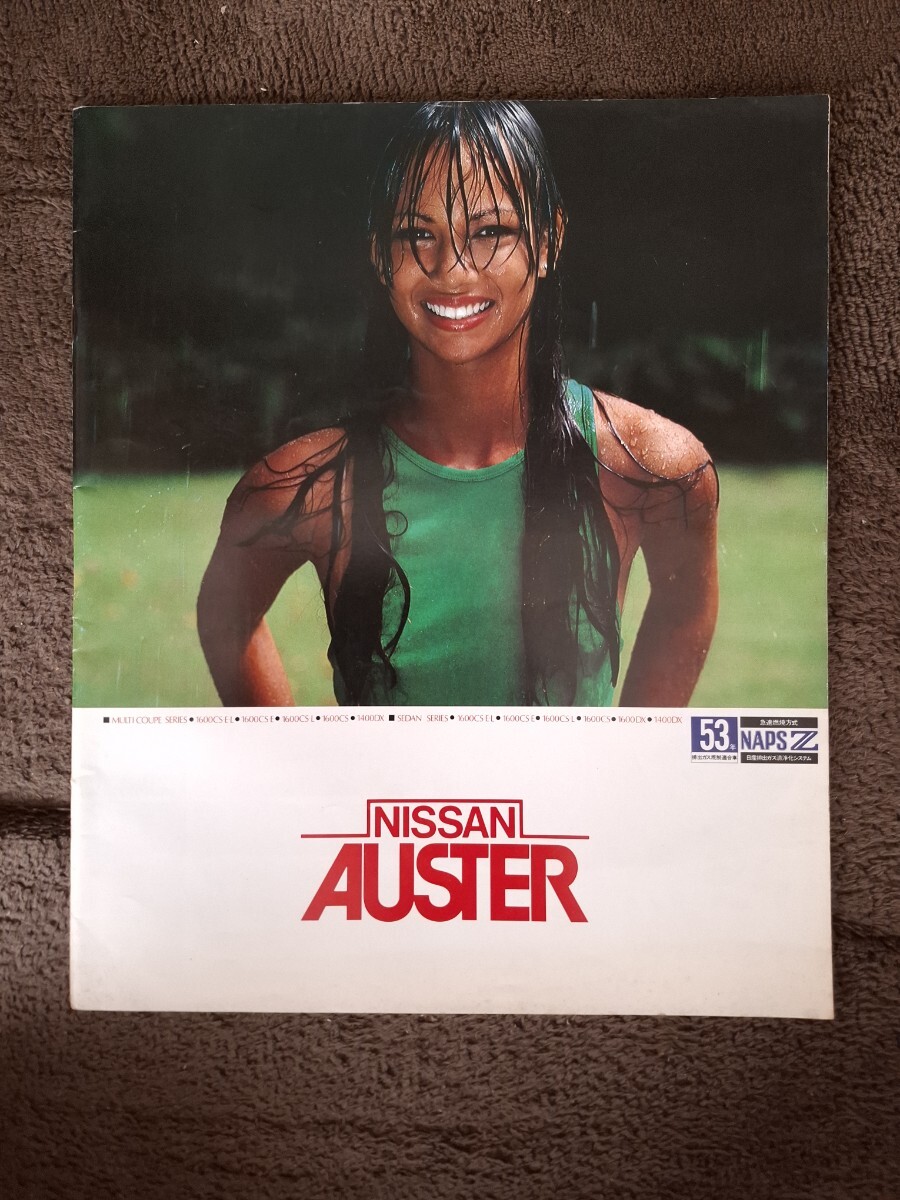 ■ MULTI COUPE SERIES ●1600CS E·L●1600CS E●1600CS·L●1600CS●1400DX ■ SEDAN SERIES ●1600CS E·L●1600CS E●1600CS·L●1600CS●1600DX●1400DX
53年
排出ガス規制適合車
急速燃焼方式
NAPS Z
日産排出ガス清浄化システム
NISSAN
AUSTER